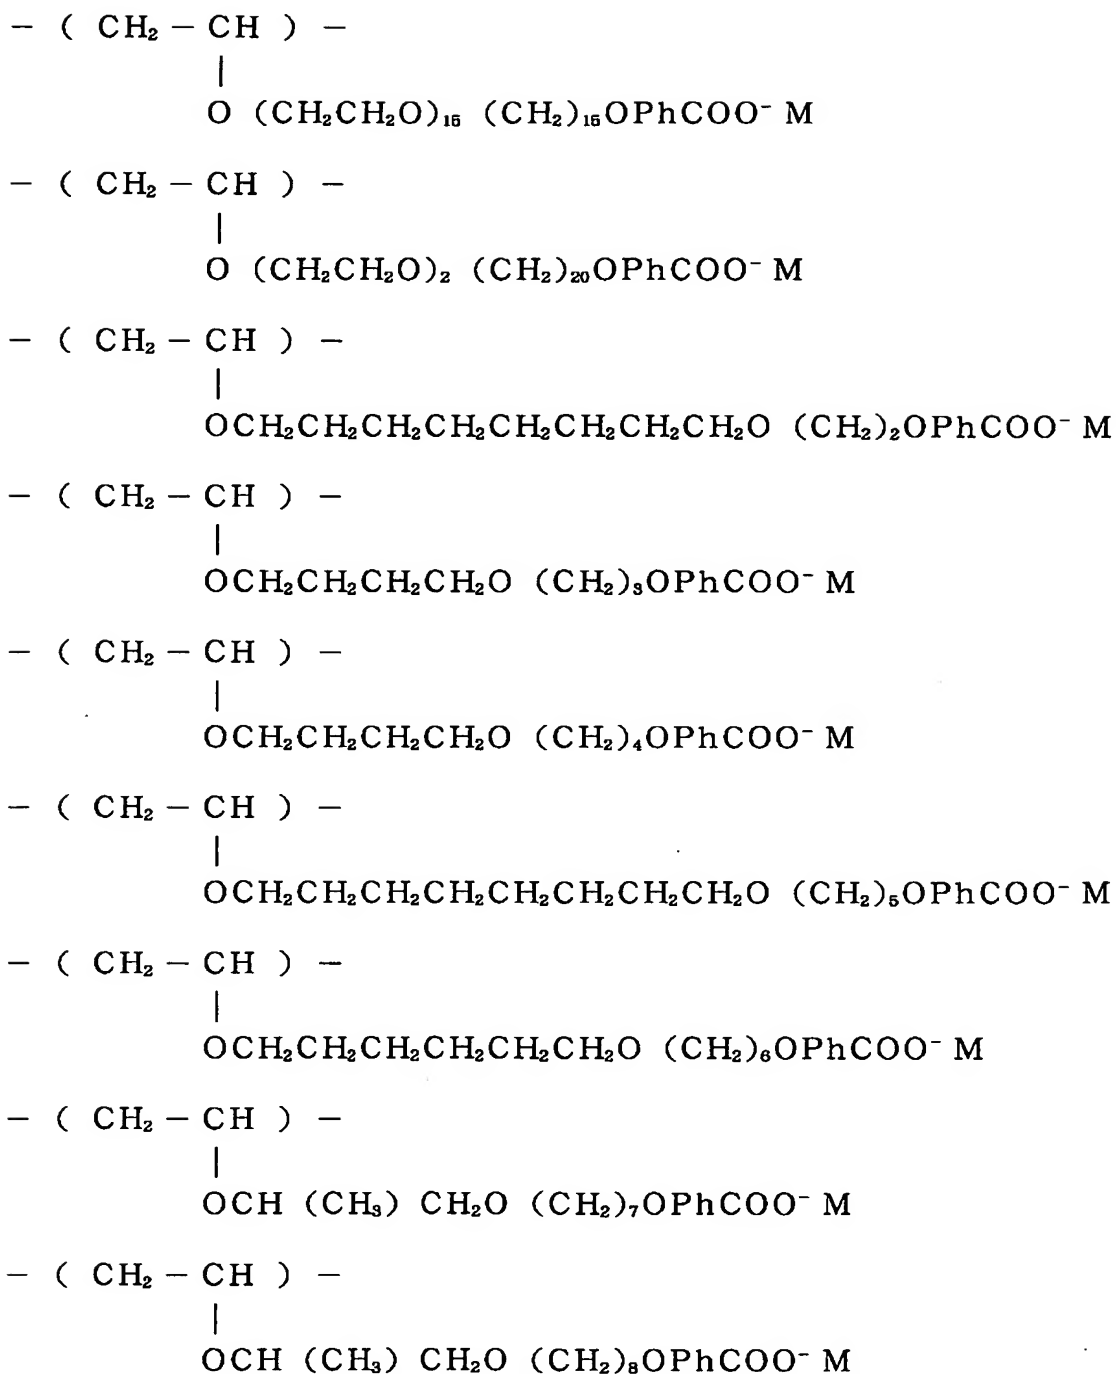 − ( CH₂ − CH ) −
|
O (CH₂CH₂O)₁₅ (CH₂)₁₅OPhCOO⁻ M
− ( CH₂ − CH ) −
|
O (CH₂CH₂O)₂ (CH₂)₂₀OPhCOO⁻ M
− ( CH₂ − CH ) −
|
OCH₂CH₂CH₂CH₂CH₂CH₂CH₂CH₂O (CH₂)₂OPhCOO⁻ M
− ( CH₂ − CH ) −
|
OCH₂CH₂CH₂CH₂O (CH₂)₃OPhCOO⁻ M
− ( CH₂ − CH ) −
|
OCH₂CH₂CH₂CH₂O (CH₂)₄OPhCOO⁻ M
− ( CH₂ − CH ) −
|
OCH₂CH₂CH₂CH₂CH₂CH₂CH₂CH₂O (CH₂)₅OPhCOO⁻ M
− ( CH₂ − CH ) −
|
OCH₂CH₂CH₂CH₂CH₂CH₂O (CH₂)₆OPhCOO⁻ M
− ( CH₂ − CH ) −
|
OCH (CH₃) CH₂O (CH₂)₇OPhCOO⁻ M
− ( CH₂ − CH ) −
|
OCH (CH₃) CH₂O (CH₂)₈OPhCOO⁻ M